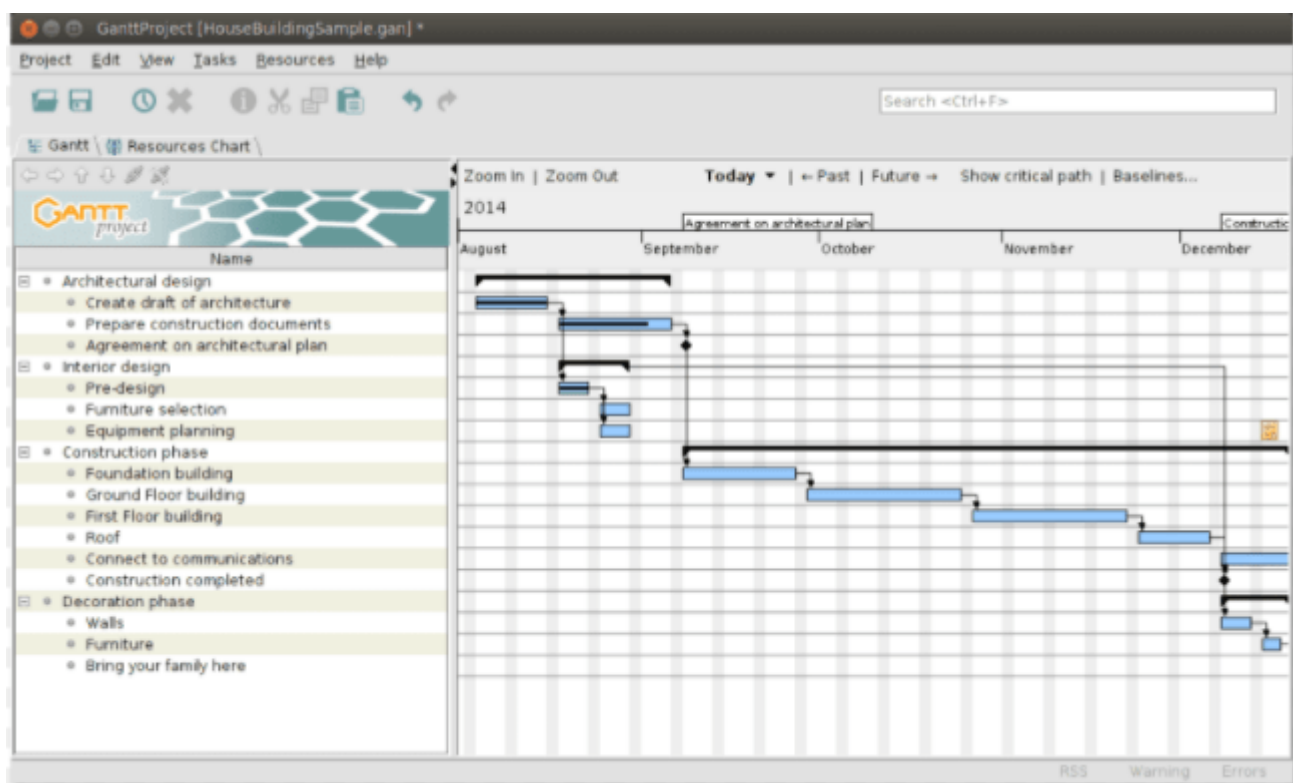 GanttProject [HouseBuildingSample.gan] *
Project Edit View Tasks Resources Help
Search <Ctrl+F>
Gantt Resources Chart
Zoom In | Zoom Out Today | ← Past | Future → Show critical path | Baselines...
GANTT project
2014
Agreement on architectural plan Constructic
August September October November December
Name
Architectural design
Create draft of architecture
Prepare construction documents
Agreement on architectural plan
Interior design
Pre-design
Furniture selection
Equipment planning
Construction phase
Foundation building
Ground Floor building
First Floor building
Roof
Connect to communications
Construction completed
Decoration phase
Walls
Furniture
Bring your family here
RSS Warning Errors